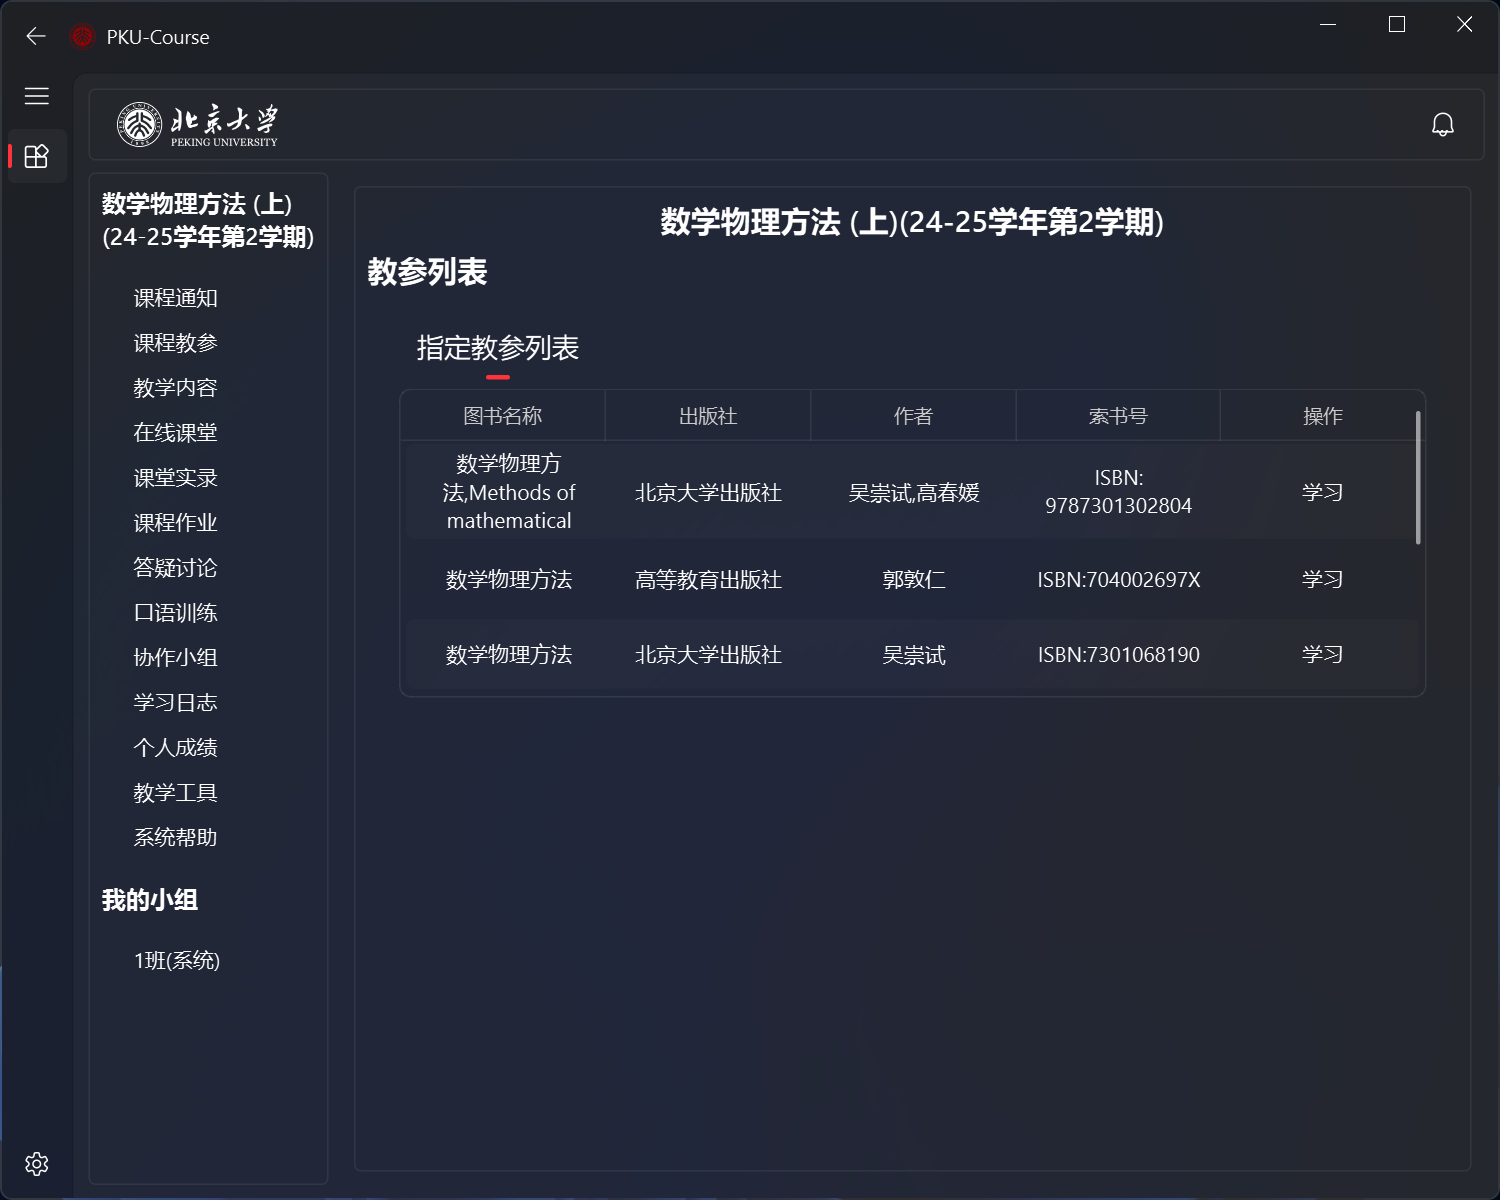 PKU-Course
北京大学
PEKING UNIVERSITY
数学物理方法 (上)
(24-25学年第2学期)
课程通知
课程教参
教学内容
在线课堂
课堂实录
课程作业
答疑讨论
口语训练
协作小组
学习日志
个人成绩
教学工具
系统帮助
我的小组
1班(系统)
数学物理方法 (上)(24-25学年第2学期)
教参列表
指定教参列表
图书名称 出版社 作者 索书号 操作
数学物理方
法,Methods of
mathematical
北京大学出版社
吴崇试,高春媛
ISBN:
9787301302804
学习
数学物理方法 高等教育出版社 郭敦仁 ISBN:704002697X 学习
数学物理方法 北京大学出版社 吴崇试 ISBN:7301068190 学习